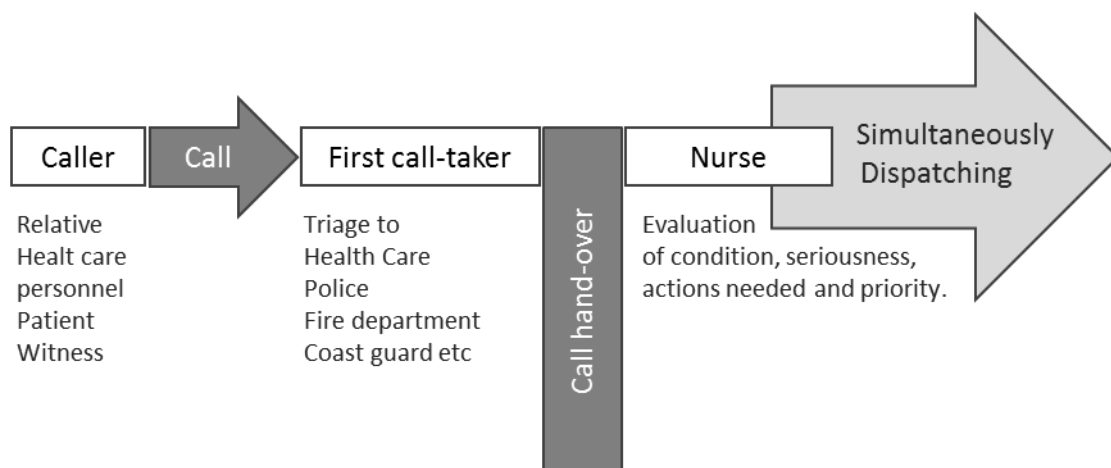 Caller
Call
First call-taker
Nurse
Simultaneously
Dispatching
Relative
Healt care
personnel
Patient
Witness
Triage to
Health Care
Police
Fire department
Coast guard etc
Call hand-over
Evaluation
of condition, seriousness,
actions needed and priority.